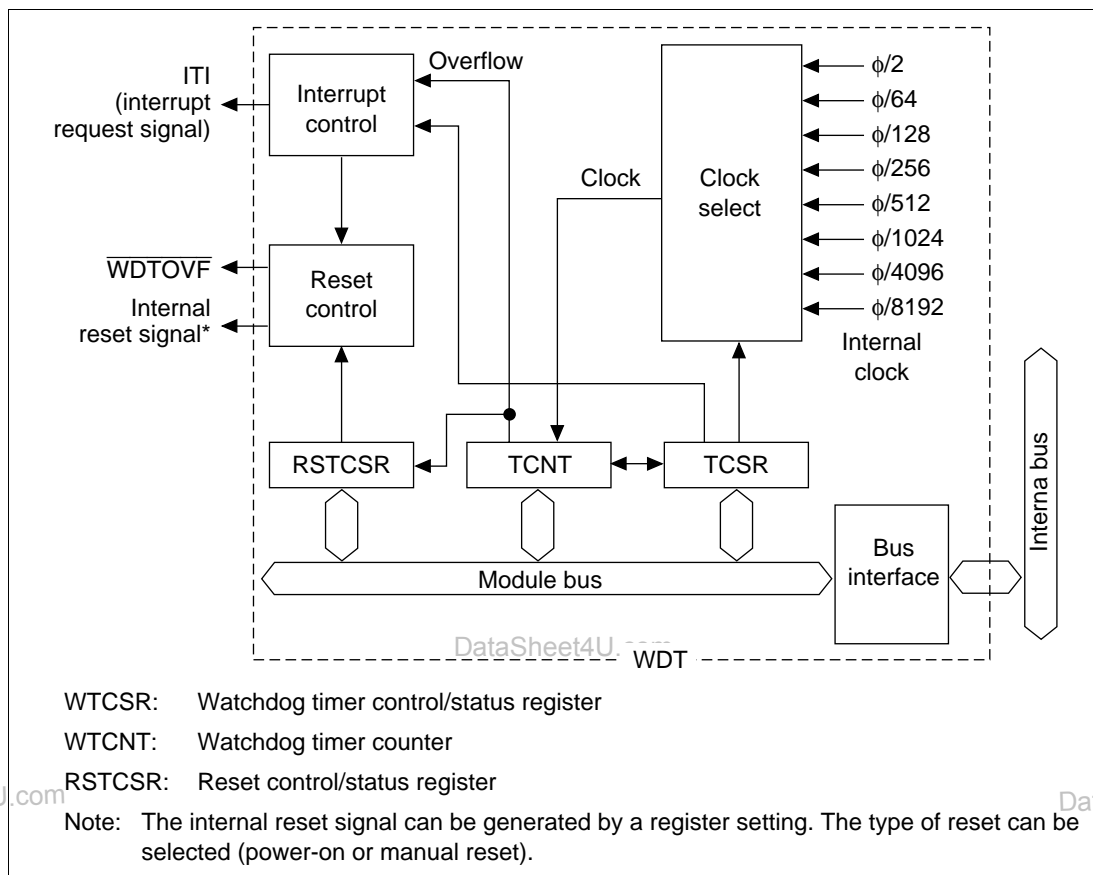 Overflow
ITI
(interrupt
request signal)
Interrupt
control
WDTOVF
Internal
reset signal*
Reset
control
Clock
Clock
select
ϕ/2
ϕ/64
ϕ/128
ϕ/256
ϕ/512
ϕ/1024
ϕ/4096
ϕ/8192
Internal
clock
RSTCSR
TCNT
TCSR
Module bus
Bus
interface
Interna bus
DataSheet4U.
WDT
WTCSR: Watchdog timer control/status register
WTCNT: Watchdog timer counter
RSTCSR: Reset control/status register
U.com
Da
Note: The internal reset signal can be generated by a register setting. The type of reset can be
selected (power-on or manual reset).